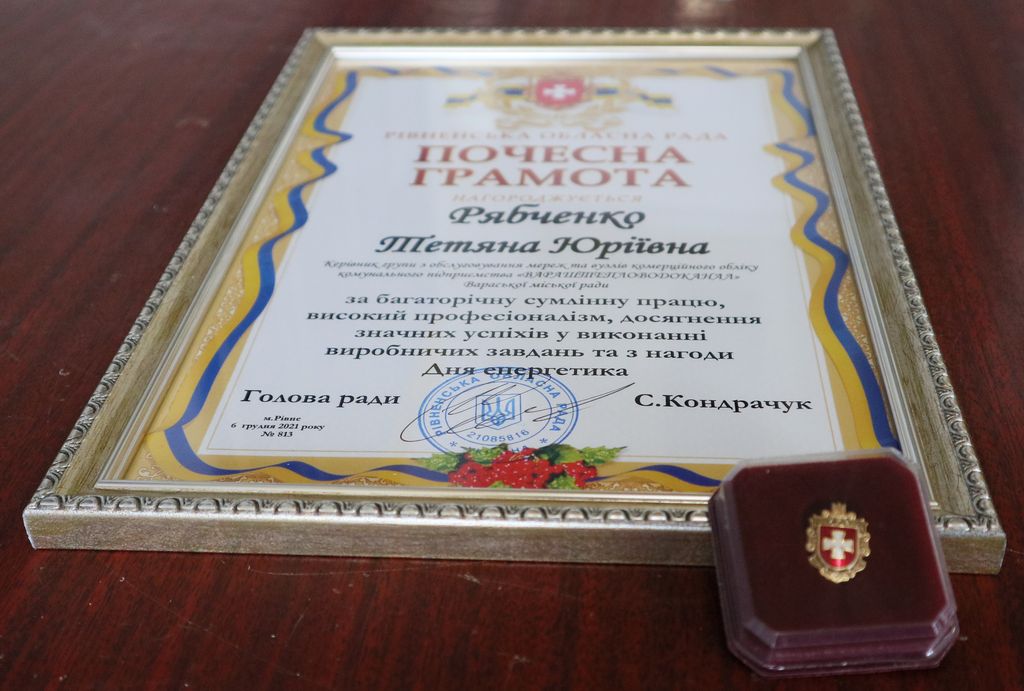 РІВНЕНСЬКА ОБЛАСНА РАДА
ПОЧЕСНА
ГРАМОТА
НАГОРОДЖУЄТЬСЯ
Рябченко
Тетяна Юріївна
Керівник групи з обслуговування мереж та вузлів комерційного обліку
комунального підприємства «ВАРАШТЕПЛОВОДОКАНАЛ»
Вараської міської ради
за багаторічну сумлінну працю,
високий професіоналізм, досягнення
значних успіхів у виконанні
виробничих завдань та з нагоди
Дня енергетика
Голова ради
С.Кондрачук
м.Рівне
6 грудня 2021 року
№ 813
РІВНЕНСЬКА ОБЛАСНА РАДА
21085816